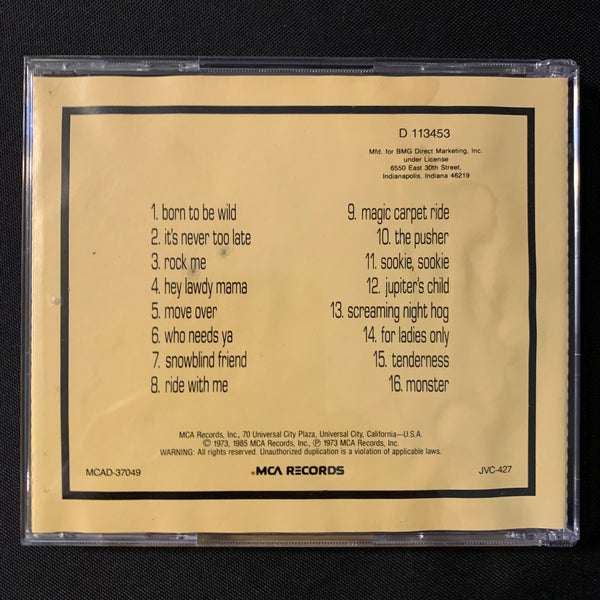 D 113453
Mfd. for BMG Direct Marketing, Inc.
under License
6550 East 30th Street,
Indianapolis, Indiana 46219
1. born to be wild
2. it's never too late
3. rock me
4. hey lawdy mama
5. move over
6. who needs ya
7. snowblind friend
8. ride with me
9. magic carpet ride
10. the pusher
11. sookie, sookie
12. jupiter's child
13. screaming night hog
14. for ladies only
15. tenderness
16. monster
MCA Records, Inc., 70 Universal City Plaza, Universal City, California—U.S.A.
© 1973, 1985 MCA Records, Inc., ℗ 1973 MCA Records, Inc.
WARNING: All rights reserved. Unauthorized duplication is a violation of applicable laws.
MCAD-37049
MCA RECORDS
JVC-427